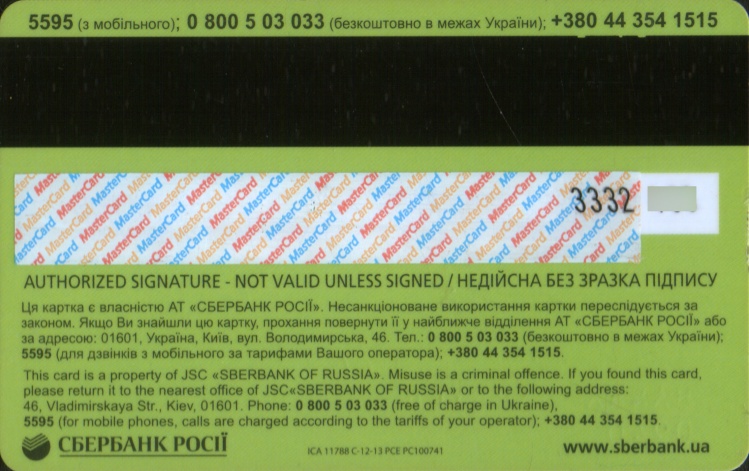 5595 (з мобільного); 0 800 5 03 033 (безкоштовно в межах України); +380 44 354 1515
MasterCard MasterCard MasterCard MasterCard MasterCard MasterCard
3332
AUTHORIZED SIGNATURE - NOT VALID UNLESS SIGNED / НЕДІЙСНА БЕЗ ЗРАЗКА ПІДПИСУ
Ця картка є власністю АТ «СБЕРБАНК РОСІЇ». Несанкціоноване використання картки переслідується за
законом. Якщо Ви знайшли цю картку, прохання повернути її у найближче відділення АТ «СБЕРБАНК РОСІЇ» або
за адресою: 01601, Україна, Київ, вул. Володимирська, 46. Тел.: 0 800 5 03 033 (безкоштовно в межах України);
5595 (для дзвінків з мобільного за тарифами Вашого оператора); +380 44 354 1515.
This card is a property of JSC «SBERBANK OF RUSSIA». Misuse is a criminal offence. If you found this card,
please return it to the nearest office of JSC«SBERBANK OF RUSSIA» or to the following address:
46, Vladimirskaya Str., Kiev, 01601. Phone: 0 800 5 03 033 (free of charge in Ukraine),
5595 (for mobile phones, calls are charged according to the tariffs of your operator); +380 44 354 1515.
СБЕРБАНК РОСІЇ ICA 11788 C-12-13 PCE PC100741 www.sberbank.ua